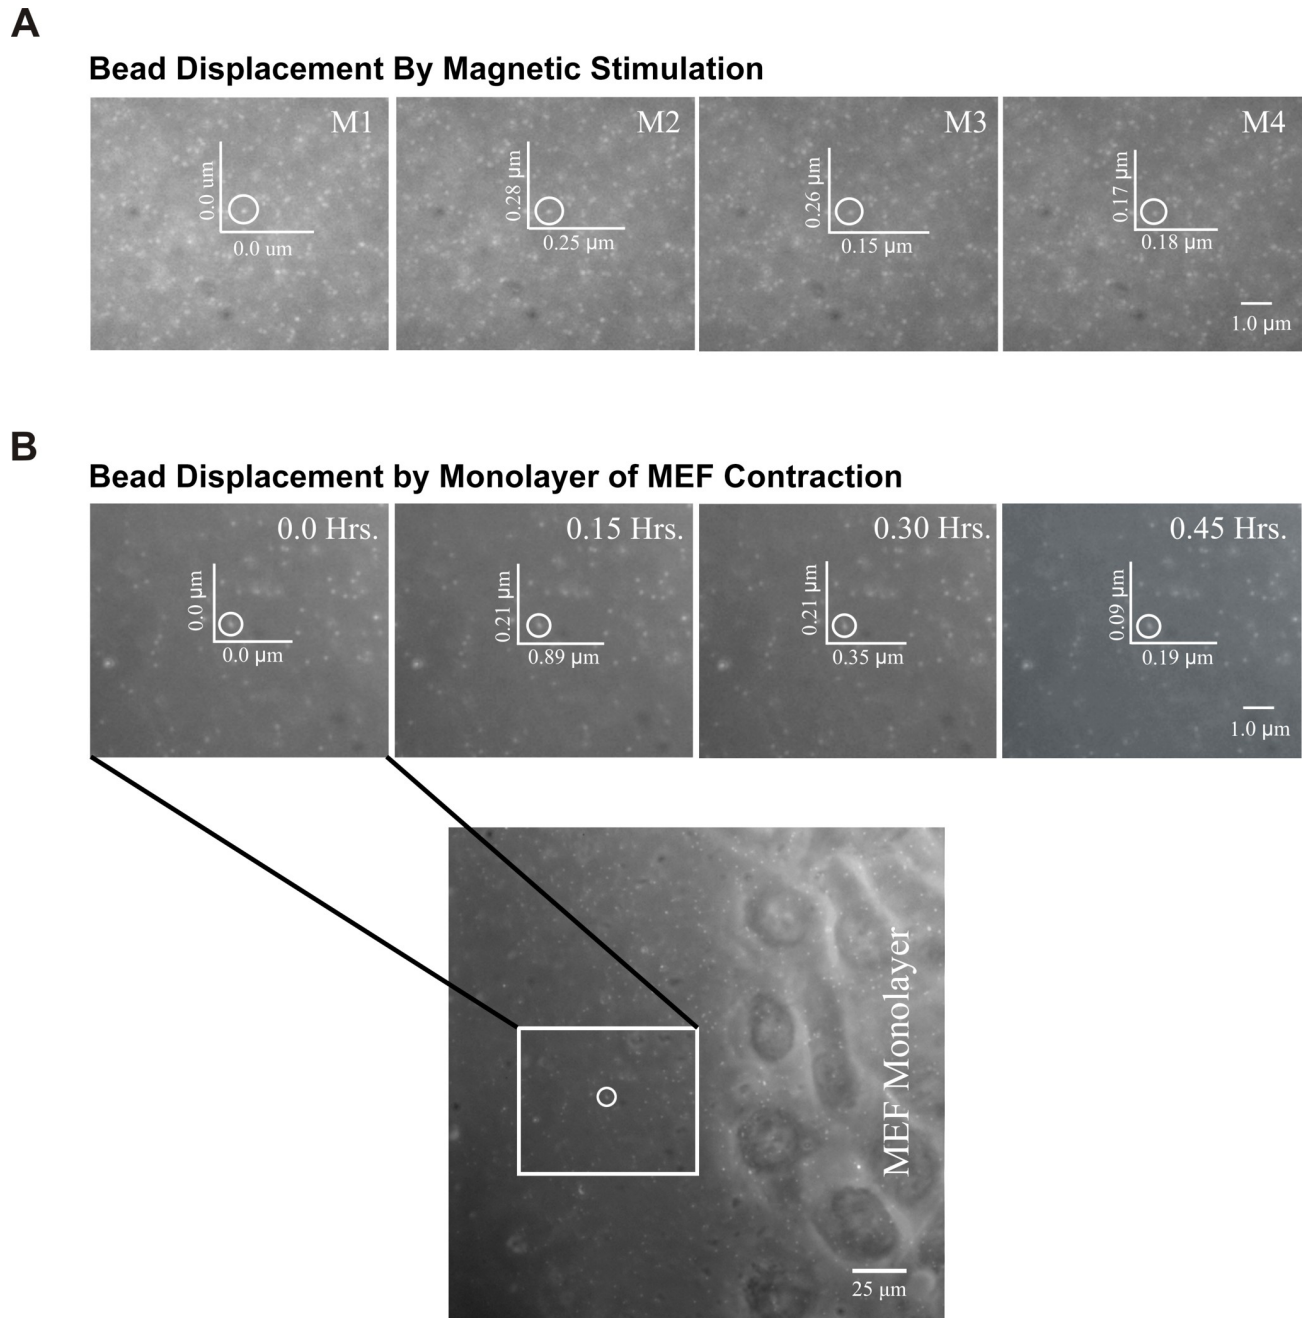 A
Bead Displacement By Magnetic Stimulation
M1
0.0 um
0.0 um
M2
0.28 µm
0.25 µm
M3
0.26 µm
0.15 µm
M4
0.17 µm
0.18 µm
1.0 µm
B
Bead Displacement by Monolayer of MEF Contraction
0.0 Hrs.
0.0 µm
0.0 µm
0.15 Hrs.
0.21 µm
0.89 µm
0.30 Hrs.
0.21 µm
0.35 µm
0.45 Hrs.
0.09 µm
0.19 µm
1.0 µm
MEF Monolayer
25 µm